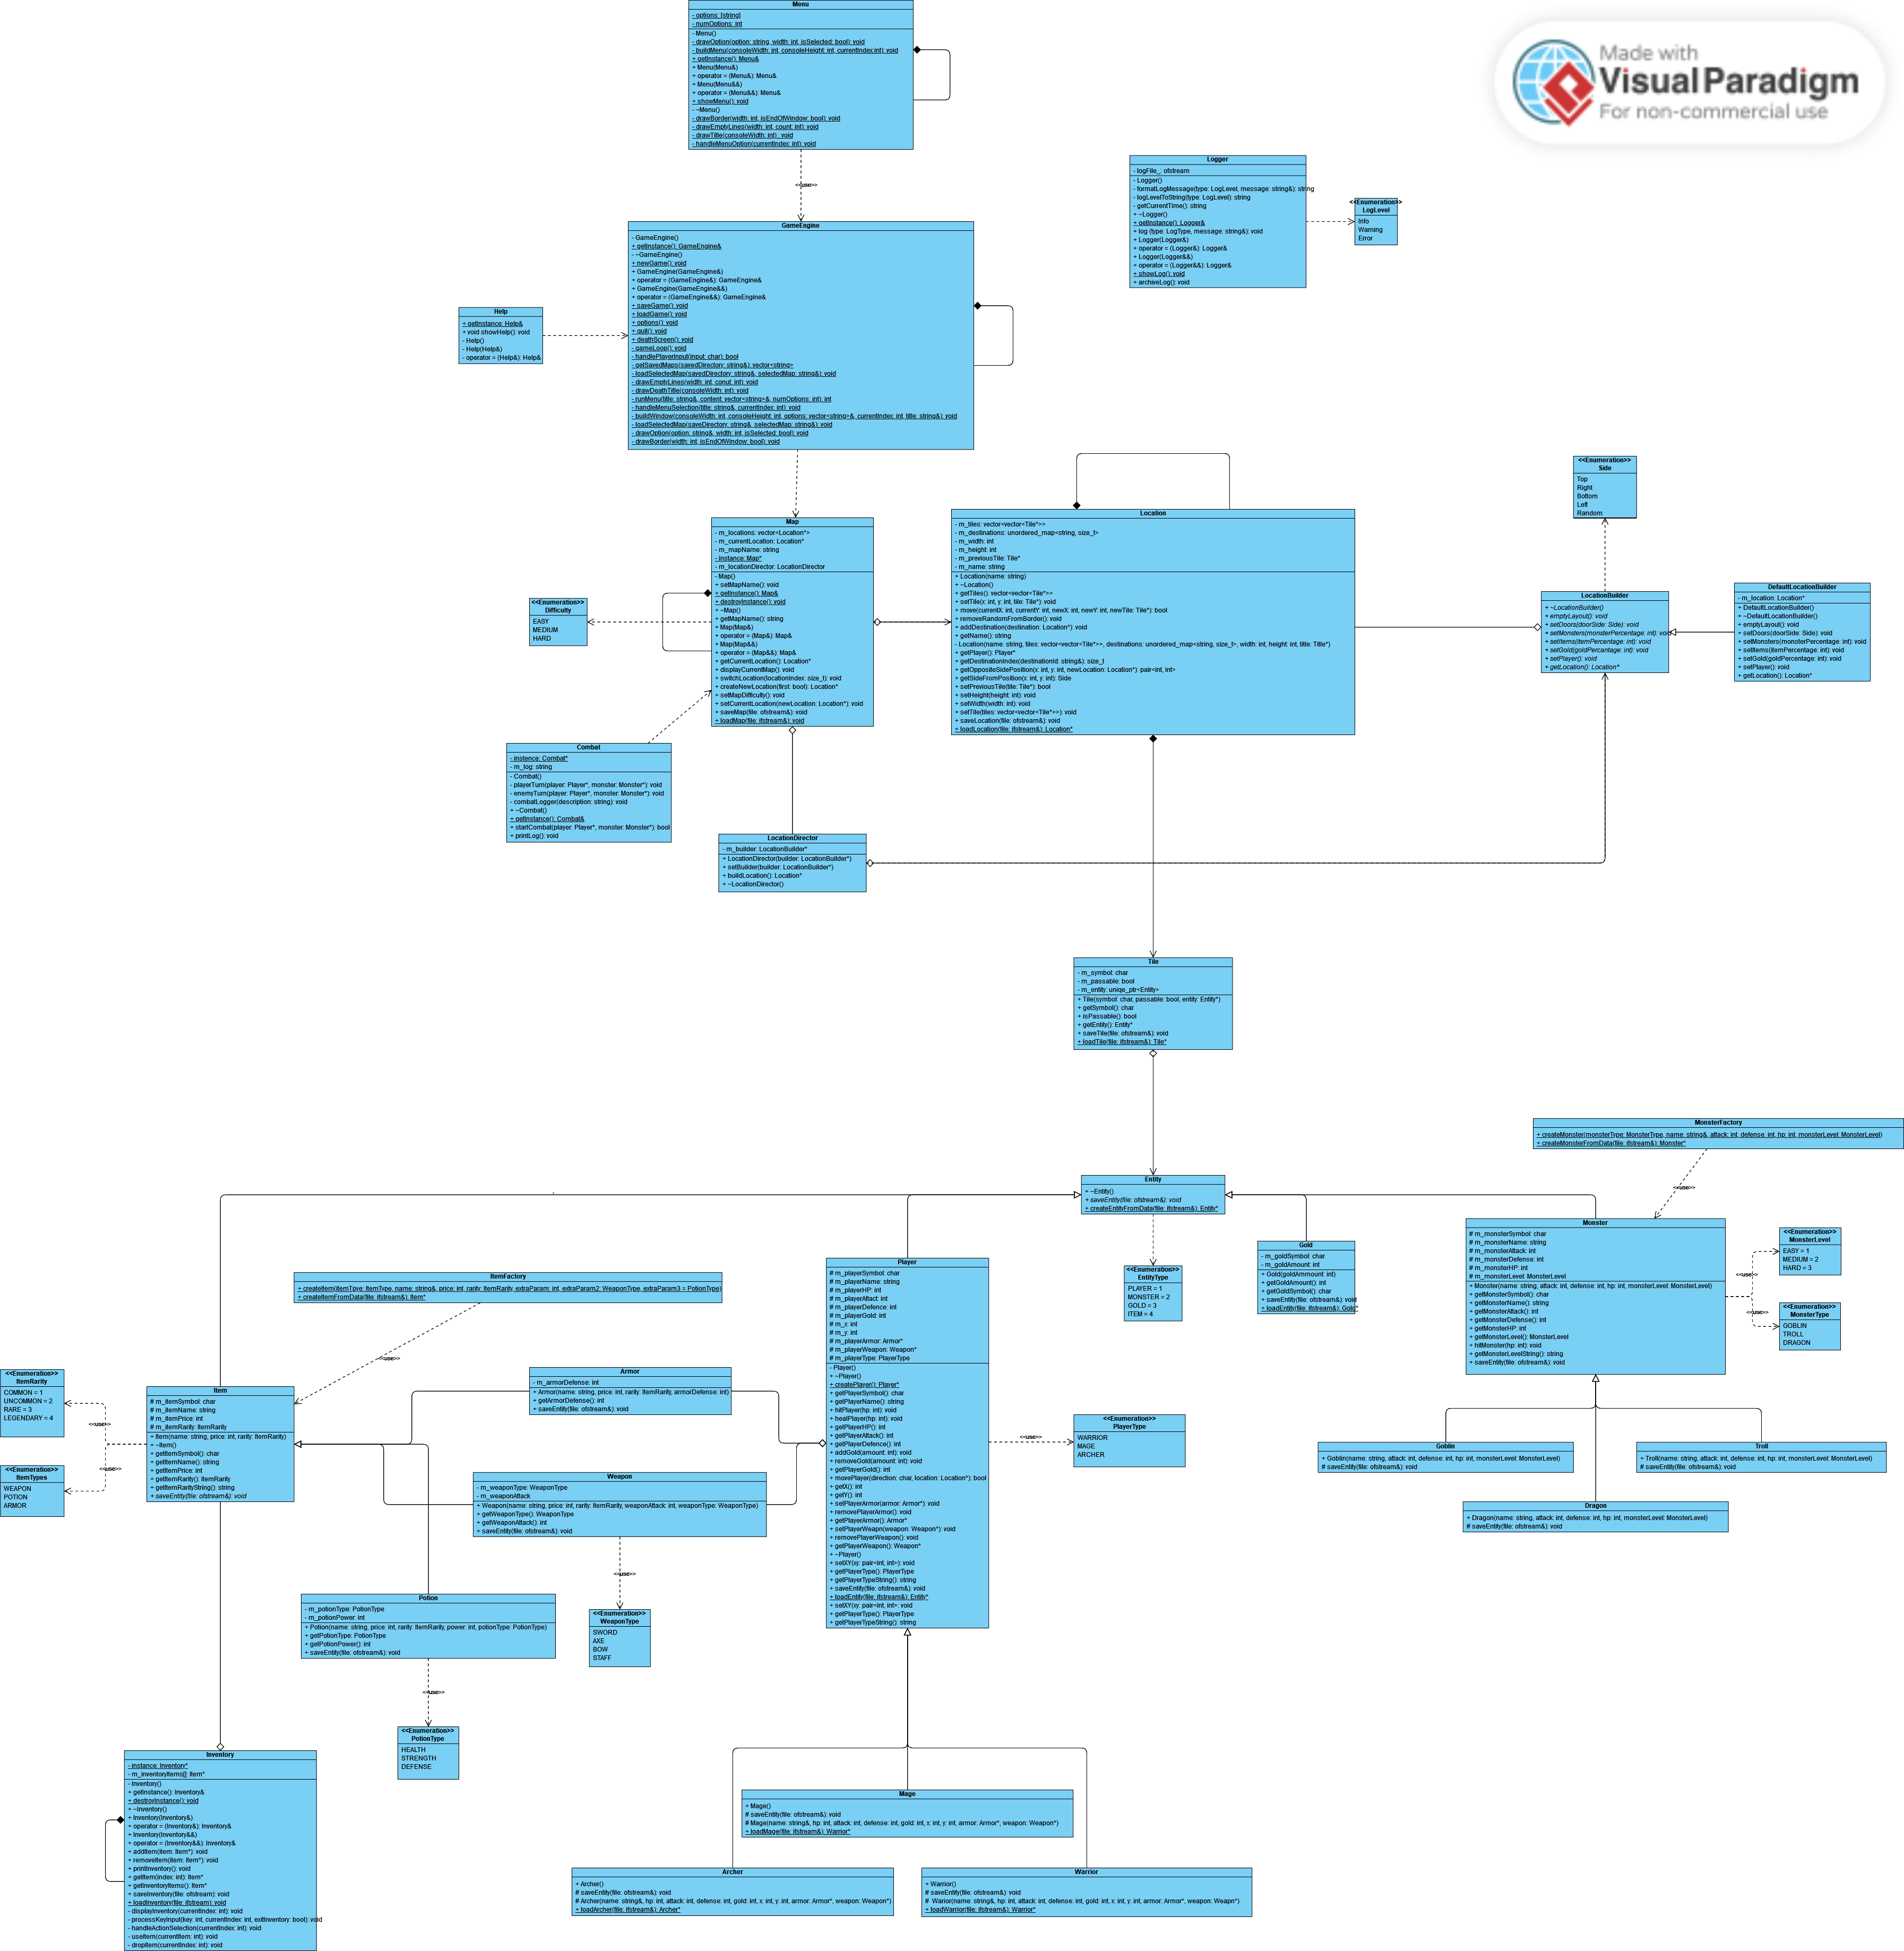 Menu
- options: [string]
- numOptions: int
- Menu()
- drawOption(option: string, width: int, isSelected: bool): void
- buildMenu(consoleWidth: int, consoleHeight: int, currentIndex:int): void
+ getInstance(): Menu&
+ Menu(Menu&)
+ operator = (Menu&): Menu&
+ Menu(Menu&&)
+ operator = (Menu&&): Menu&
+ showMenu(): void
- ~Menu()
- drawBorder(width: int, isEndOfWindow: bool): void
- drawEmptyLines(width: int, count: int): void
- drawTitle(consoleWidth: int) : void
- handleMenuOption(currentIndex: int): void
Made with
Visual Paradigm
For non-commercial use
<<use>>
Logger
- logFile_: ofstream
- Logger()
- formatLogMessage(type: LogLevel, message: string&): string
- logLevelToString(type: LogLevel): string
- getCurrentTime(): string
+ ~Logger()
+ getInstance(): Logger&
+ log (type: LogType, message: string&): void
+ Logger(Logger&)
+ operator = (Logger&): Logger&
+ Logger(Logger&&)
+ operator = (Logger&&): Logger&
+ showLog(): void
+ archiveLog(): void
<<Enumeration>>
LogLevel
Info
Warning
Error
GameEngine
- GameEngine()
+ getInstance(): GameEngine&
- ~GameEngine()
+ newGame(): void
+ GameEngine(GameEngine&)
+ operator = (GameEngine&): GameEngine&
+ GameEngine(GameEngine&&)
+ operator = (GameEngine&&): GameEngine&
+ saveGame(): void
+ loadGame(): void
+ options(): void
+ quit(): void
+ deathScreen(): void
- gameLoop(): void
- handlePlayerInput(input: char): bool
- getSavedMaps(savedDirectory: string&): vector<string>
- loadSelectedMap(savedDirectory: string&, selectedMap: string&): void
- drawEmptyLines(width: int, conut: int): void
- drawDeathTitle(consoleWidth: int): void
- runMenu(title: string&, content: vector<string>&, numOptions: int): int
- handleMenuSelection(title: string&, currentIndex: int): void
- buildWindow(consoleWidth: int, consoleHeight: int, options: vector<string>&, currentIndex: int, title: string&): void
- loadSelectedMap(saveDirectory: string&, selectedMap: string&): void
- drawOption(option: string&, width: int, isSelected: bool): void
- drawBorder(width: int, isEndOfWindow: bool): void
Help
+ getInstance: Help&
+ void showHelp(): void
- Help()
- Help(Help&)
- operator = (Help&): Help&
<<Enumeration>>
Side
Top
Right
Bottom
Left
Random
Map
- m_locations: vector<Location*>
- m_currentLocation: Location*
- m_mapName: string
- instance: Map*
- m_locationDirector: LocationDirector
- Map()
+ setMapName(): void
+ getInstance(): Map&
+ destroyInstance(): void
+ ~Map()
+ getMapName(): string
+ Map(Map&)
+ operator = (Map&): Map&
+ Map(Map&&)
+ operator = (Map&&): Map&
+ getCurrentLocation(): Location*
+ displayCurrentMap(): void
+ switchLocation(locationIndex: size_t): void
+ createNewLocation(first: bool): Location*
+ setMapDifficulty(): void
+ setCurrentLocation(newLocation: Location*): void
+ saveMap(file: ofstream&): void
+ loadMap(file: ifstream&): void
Location
- m_tiles: vector<vector<Tile*>>
- m_destinations: unordered_map<string, size_t>
- m_width: int
- m_height: int
- m_previousTile: Tile*
- m_name: string
+ Location(name: string)
+ ~Location()
+ getTiles(): vector<vector<Tile*>>
+ setTile(x: int, y: int, tile: Tile*): void
+ move(currentX: int, currentY: int, newX: int, newY: int, newTile: Tile*): bool
+ removeRandomFromBorder(): void
+ addDestination(destination: Location*): void
+ getName(): string
- Location(name: string, tiles: vector<vector<Tile*>>, destinations: unordered_map<string, size_t>, width: int, height: int, tile: Title*)
+ getPlayer(): Player*
+ getDestinationIndex(destinationId: string&): size_t
+ getOppositeSidePosition(x: int, y: int, newLocation: Location*): pair<int, int>
+ getSideFromPosition(x: int, y: int): Side
+ setPreviousTile(file: Tile*): bool
+ setHeight(height: int): void
+ setWidth(width: int): void
+ setTile(tiles: vector<vector<Tile*>>): void
+ saveLocation(file: ofstream&): void
+ loadLocation(file: ifstream&): Location*
LocationBuilder
+ ~LocationBuilder()
+ emptyLayout(): void
+ setDoors(doorSide: Side): void
+ setMonsters(monsterPercentage: int): void
+ setItems(itemPercentage: int): void
+ setGold(goldPercentage: int): void
+ setPlayer(): void
+ getLocation(): Location*
DefaultLocationBuilder
- m_location: Location*
+ DefaultLocationBuilder()
+ ~DefaultLocationBuilder()
+ emptyLayout(): void
+ setDoors(doorSide: Side): void
+ setMonsters(monsterPercentage: int): void
+ setItems(itemPercentage: int): void
+ setGold(goldPercentage: int): void
+ setPlayer(): void
+ getLocation(): Location*
<<Enumeration>>
Difficulty
EASY
MEDIUM
HARD
Combat
- instence: Combat*
- m_log: string
- Combat()
- playerTurn(player: Player*, monster: Monster*): void
- enemyTurn(player: Player*, monster: Monster*): void
- combatLogger(description: string): void
+ ~Combat()
+ getInstance(): Combat&
+ startCombat(player: Player*, monster: Monster*): bool
+ printLog(): void
LocationDirector
- m_builder: LocationBuilder*
+ LocationDirector(builder: LocationBuilder*)
+ setBuilder(builder: LocationBuilder*)
+ buildLocation(): Location*
+ ~LocationDirector()
Tile
- m_symbol: char
- m_passable: bool
- m_entity: uniqe_ptr<Entity>
+ Tile(symbol: char, passable: bool, entity: Entity*)
+ getSymbol(): char
+ isPassable(): bool
+ getEntity(): Entity*
+ saveTile(file: ofstream&): void
+ loadTile(file: ifstream&): Tile*
MonsterFactory
+ createMonster(monsterType: MonsterType, name: string&, attack: int, defense: int, hp: int, monsterLevel: MonsterLevel)
+ createMonsterFromData(file: ifstream&): Monster*
<<use>>
Entity
+ ~Entity()
+ saveEntity(file: ofstream&): void
+ createEntityFromData(file: ifstream&): Entity*
<<Enumeration>>
EntityType
PLAYER = 1
MONSTER = 2
GOLD = 3
ITEM = 4
Gold
- m_goldSymbol: char
- m_goldAmount: int
+ Gold(goldAmmount: int)
+ getGoldAmount(): int
+ getGoldSymbol(): char
+ saveEntity(file: ofstream&): void
+ loadEntity(file: ifstream&): Gold*
Monster
# m_monsterSymbol: char
# m_monsterName: string
# m_monsterAttack: int
# m_monsterDefense: int
# m_monsterHP: int
# m_monsterLevel: MonsterLevel
+ Monster(name: string, attack: int, defense: int, hp: int, monsterLevel: MonsterLevel)
+ getMonsterSymbol(): char
+ getMonsterName(): string
+ getMonsterAttack(): int
+ getMonsterDefense(): int
+ getMonsterHP: int
+ getMonsterLevel(): MonsterLevel
+ hitMonster(hp: int): void
+ getMonsterLevelString(): string
+ saveEntity(file: ofstream&): void
<<use>>
<<use>>
<<Enumeration>>
MonsterLevel
EASY = 1
MEDIUM = 2
HARD = 3
<<Enumeration>>
MonsterType
GOBLIN
TROLL
DRAGON
Goblin
+ Goblin(name: string, attack: int, defense: int, hp: int, monsterLevel: MonsterLevel)
# saveEntity(file: ofstream&): void
Troll
+ Troll(name: string, attack: int, defense: int, hp: int, monsterLevel: MonsterLevel)
# saveEntity(file: ofstream&): void
Dragon
+ Dragon(name: string, attack: int, defense: int, hp: int, monsterLevel: MonsterLevel)
# saveEntity(file: ofstream&): void
Player
# m_playerSymbol: char
# m_playerName: string
# m_playerHP: int
# m_playerAttact: int
# m_playerDefence: int
# m_playerGold: int
# m_x: int
# m_y: int
# m_playerArmor: Armor*
# m_playerWeapon: Weapon*
# m_playerType: PlayerType
- Player()
+ ~Player()
+ createPlayer(): Player*
+ getPlayerSymbol(): char
+ getPlayerName(): string
+ hitPlayer(hp: int): void
+ healPlayer(hp: int): void
+ getPlayerHP(): int
+ getPlayerAttack(): int
+ getPlayerDefence(): int
+ addGold(amount: int): void
+ removeGold(amount: int): void
+ getPlayerGold(): int
+ movePlayer(direction: char, location: Location*): bool
+ getX(): int
+ getY(): int
+ setPlayerArmor(armor: Armor*): void
+ removePlayerArmor(): void
+ getPlayerArmor(): Armor*
+ setPlayerWeapn(weapon: Weapon*): void
+ removePlayerWeapon(): void
+ getPlayerWeapon(): Weapon*
+ ~Player()
+ setXY(xy: pair<int, int>): void
+ getPlayerType(): PlayerType
+ getPlayerTypeString(): string
+ saveEntity(file: ofstream&): void
+ loadEntity(file: ifstream&): Entity*
+ setXY(xy: pair<int, int>: void
+ getPlayerType(): PlayerType
+ getPlayerTypeString(): string
<<use>>
<<Enumeration>>
PlayerType
WARRIOR
MAGE
ARCHER
ItemFactory
+ createItem(itemTpye: ItemType, name: string&, price: int, rarity: ItemRarity, extraParam: int, extraParam2: WeaponType, extraParam3 = PotionType)
+ createItemFromData(file: ifstream&): Item*
<<use>>
Armor
- m_armorDefense: int
+ Armor(name: string, price: int, rarity: ItemRarity, armorDefense: int)
+ getArmorDefense(): int
+ saveEntity(file: ofstream&): void
<<Enumeration>>
ItemRarity
COMMON = 1
UNCOMMON = 2
RARE = 3
LEGENDARY = 4
<<Enumeration>>
ItemTypes
WEAPON
POTION
ARMOR
<<use>>
<<use>>
Item
# m_itemSymbol: char
# m_itemName: string
# m_itemPrice: int
# m_itemRarity: ItemRarity
+ Item(name: string, price: int, rarity: ItemRarity)
+ ~Item()
+ getItemSymbol(): char
+ getItemName(): string
+ getItemPrice: int
+ getItemRarity(): ItemRarity
+ getItemRarityString(): string
+ saveEntity(file: ofstream&): void
Weapon
- m_weaponType: WeaponType
- m_weaponAttack
+ Weapon(name: string, price: int, rarity: ItemRarity, weaponAttack: int, weaponType: WeaponType)
+ getWeaponType(): WeaponType
+ getWeaponAttack(): int
+ saveEntity(file: ofstream&): void
<<use>>
<<Enumeration>>
WeaponType
SWORD
AXE
BOW
STAFF
Potion
- m_potionType: PotionType
- m_potionPower: int
+ Potion(name: string, price: int, rarity: ItemRarity, power: int, potionType: PotionType)
+ getPotionType: PotionType
+ getPotionPower(): int
+ saveEntity(file: ofstream&): void
<<use>>
<<Enumeration>>
PotionType
HEALTH
STRENGTH
DEFENSE
Inventory
- instance: Inventory*
- m_inventoryItems[]: Item*
- Inventory()
+ getInstance(): Inventory&
+ destroyInstance(): void
+ ~Inventory()
+ Inventory(Inventory&)
+ operator = (Inventory&): Inventory&
+ Inventory(Inventory&&)
+ operator = (Inventory&&): Inventory&
+ addItem(item: Item*): void
+ removeItem(item: Item*): void
+ printInventory(): void
+ getItem(index: int): Item*
+ getInventoryItems(): Item*
+ saveInventory(file: ofstream): void
+ loadInventory(file: ifstream): void
- displayInventory(currentIndex: int): void
- processKeyInput(key: int, currentIndex: int, exitInventory: bool): void
- handleActionSelection(currentIndex: int): void
- useItem(currentItem: int): void
- dropItem(currentIndex: int): void
Mage
+ Mage()
# saveEntity(file: ofstream&): void
# Mage(name: string&, hp: int, attack: int, defense: int, gold: int, x: int, y: int, armor: Armor*, weapon: Weapon*)
+ loadMage(file: ifstream&): Warrior*
Archer
+ Archer()
# saveEntity(file: ofstream&): void
# Archer(name: string&, hp: int, attack: int, defense: int, gold: int, x: int, y: int, armor: Armor*, weapon: Weapon*)
+ loadArcher(file: ifstream&): Archer*
Warrior
+ Warrior()
# saveEntity(file: ofstream&): void
# Warior(name: string&, hp: int, attack: int, defense: int, gold: int, x: int, y: int, armor: Armor*, weapon: Weapn*)
+ loadWarrior(file: ifstream&): Warrior*